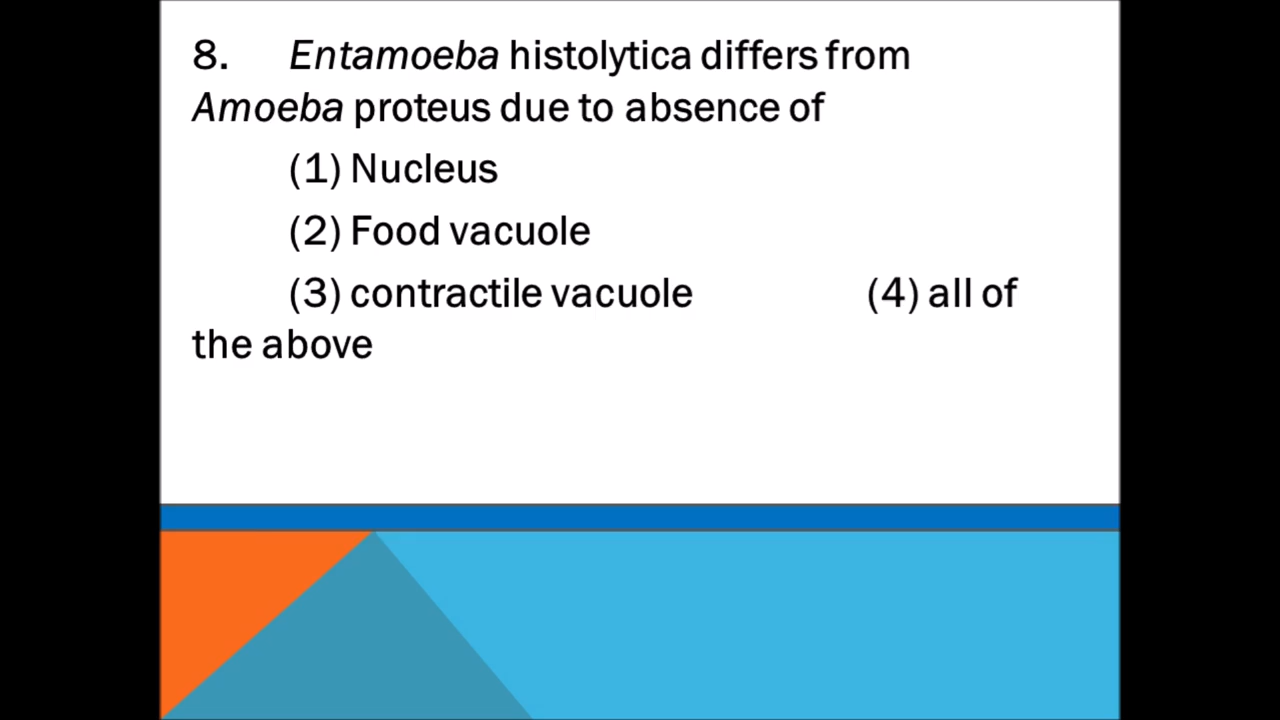 8. Entamoeba histolytica differs from
Amoeba proteus due to absence of
(1) Nucleus
(2) Food vacuole
(3) contractile vacuole (4) all of
the above